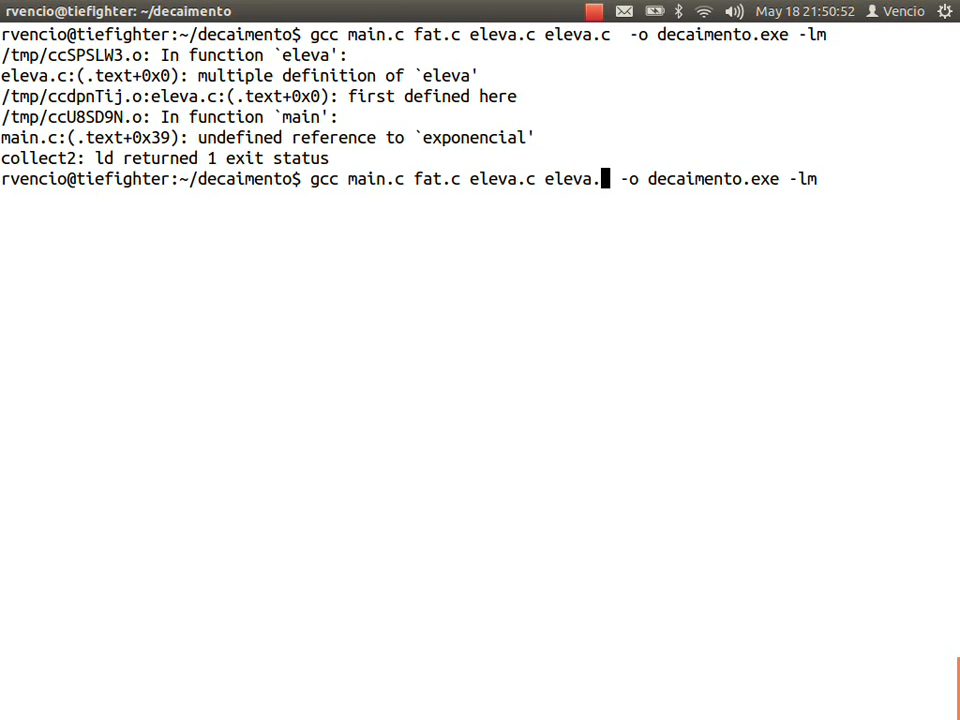 rvencio@tiefighter: ~/decaimento
May 18 21:50:52 Vencio
rvencio@tiefighter:~/decaimento$ gcc main.c fat.c eleva.c eleva.c  -o decaimento.exe -lm
/tmp/ccSPSLW3.o: In function `eleva':
eleva.c:(.text+0x0): multiple definition of `eleva'
/tmp/ccdpnTij.o:eleva.c:(.text+0x0): first defined here
/tmp/ccU8SD9N.o: In function `main':
main.c:(.text+0x39): undefined reference to `exponencial'
collect2: ld returned 1 exit status
rvencio@tiefighter:~/decaimento$ gcc main.c fat.c eleva.c eleva. -o decaimento.exe -lm